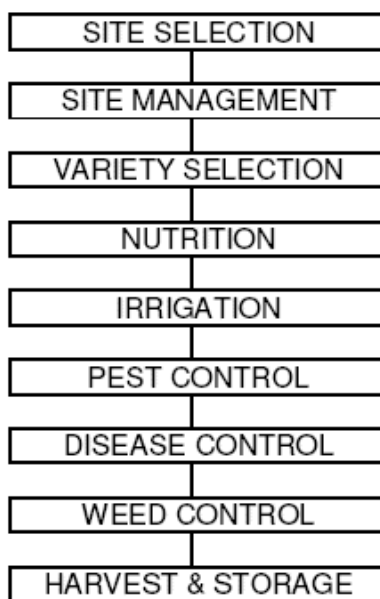 SITE SELECTION
SITE MANAGEMENT
VARIETY SELECTION
NUTRITION
IRRIGATION
PEST CONTROL
DISEASE CONTROL
WEED CONTROL
HARVEST & STORAGE